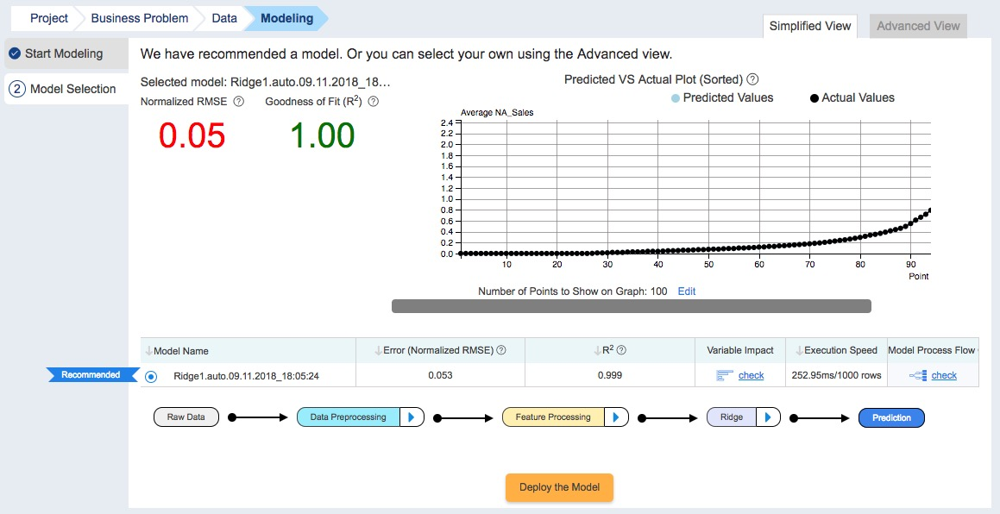 Project Business Problem Data Modeling
Simplified View Advanced View
Start Modeling
2 Model Selection
We have recommended a model. Or you can select your own using the Advanced view.
Selected model: Ridge1.auto.09.11.2018_18...
Normalized RMSE ? Goodness of Fit (R²) ?
0.05 1.00
Predicted VS Actual Plot (Sorted) ?
Predicted Values Actual Values
Average NA_Sales
2.4
2.2
2.0
1.8
1.6
1.4
1.2
1.0
0.8
0.6
0.4
0.2
0.0
10 20 30 40 50 60 70 80 90
Point
Number of Points to Show on Graph: 100 Edit
Model Name Error (Normalized RMSE) ? R² ? Variable Impact Execution Speed Model Process Flow
Recommended Ridge1.auto.09.11.2018_18:05:24 0.053 0.999 check 252.95ms/1000 rows check
Raw Data Data Preprocessing Feature Processing Ridge Prediction
Deploy the Model